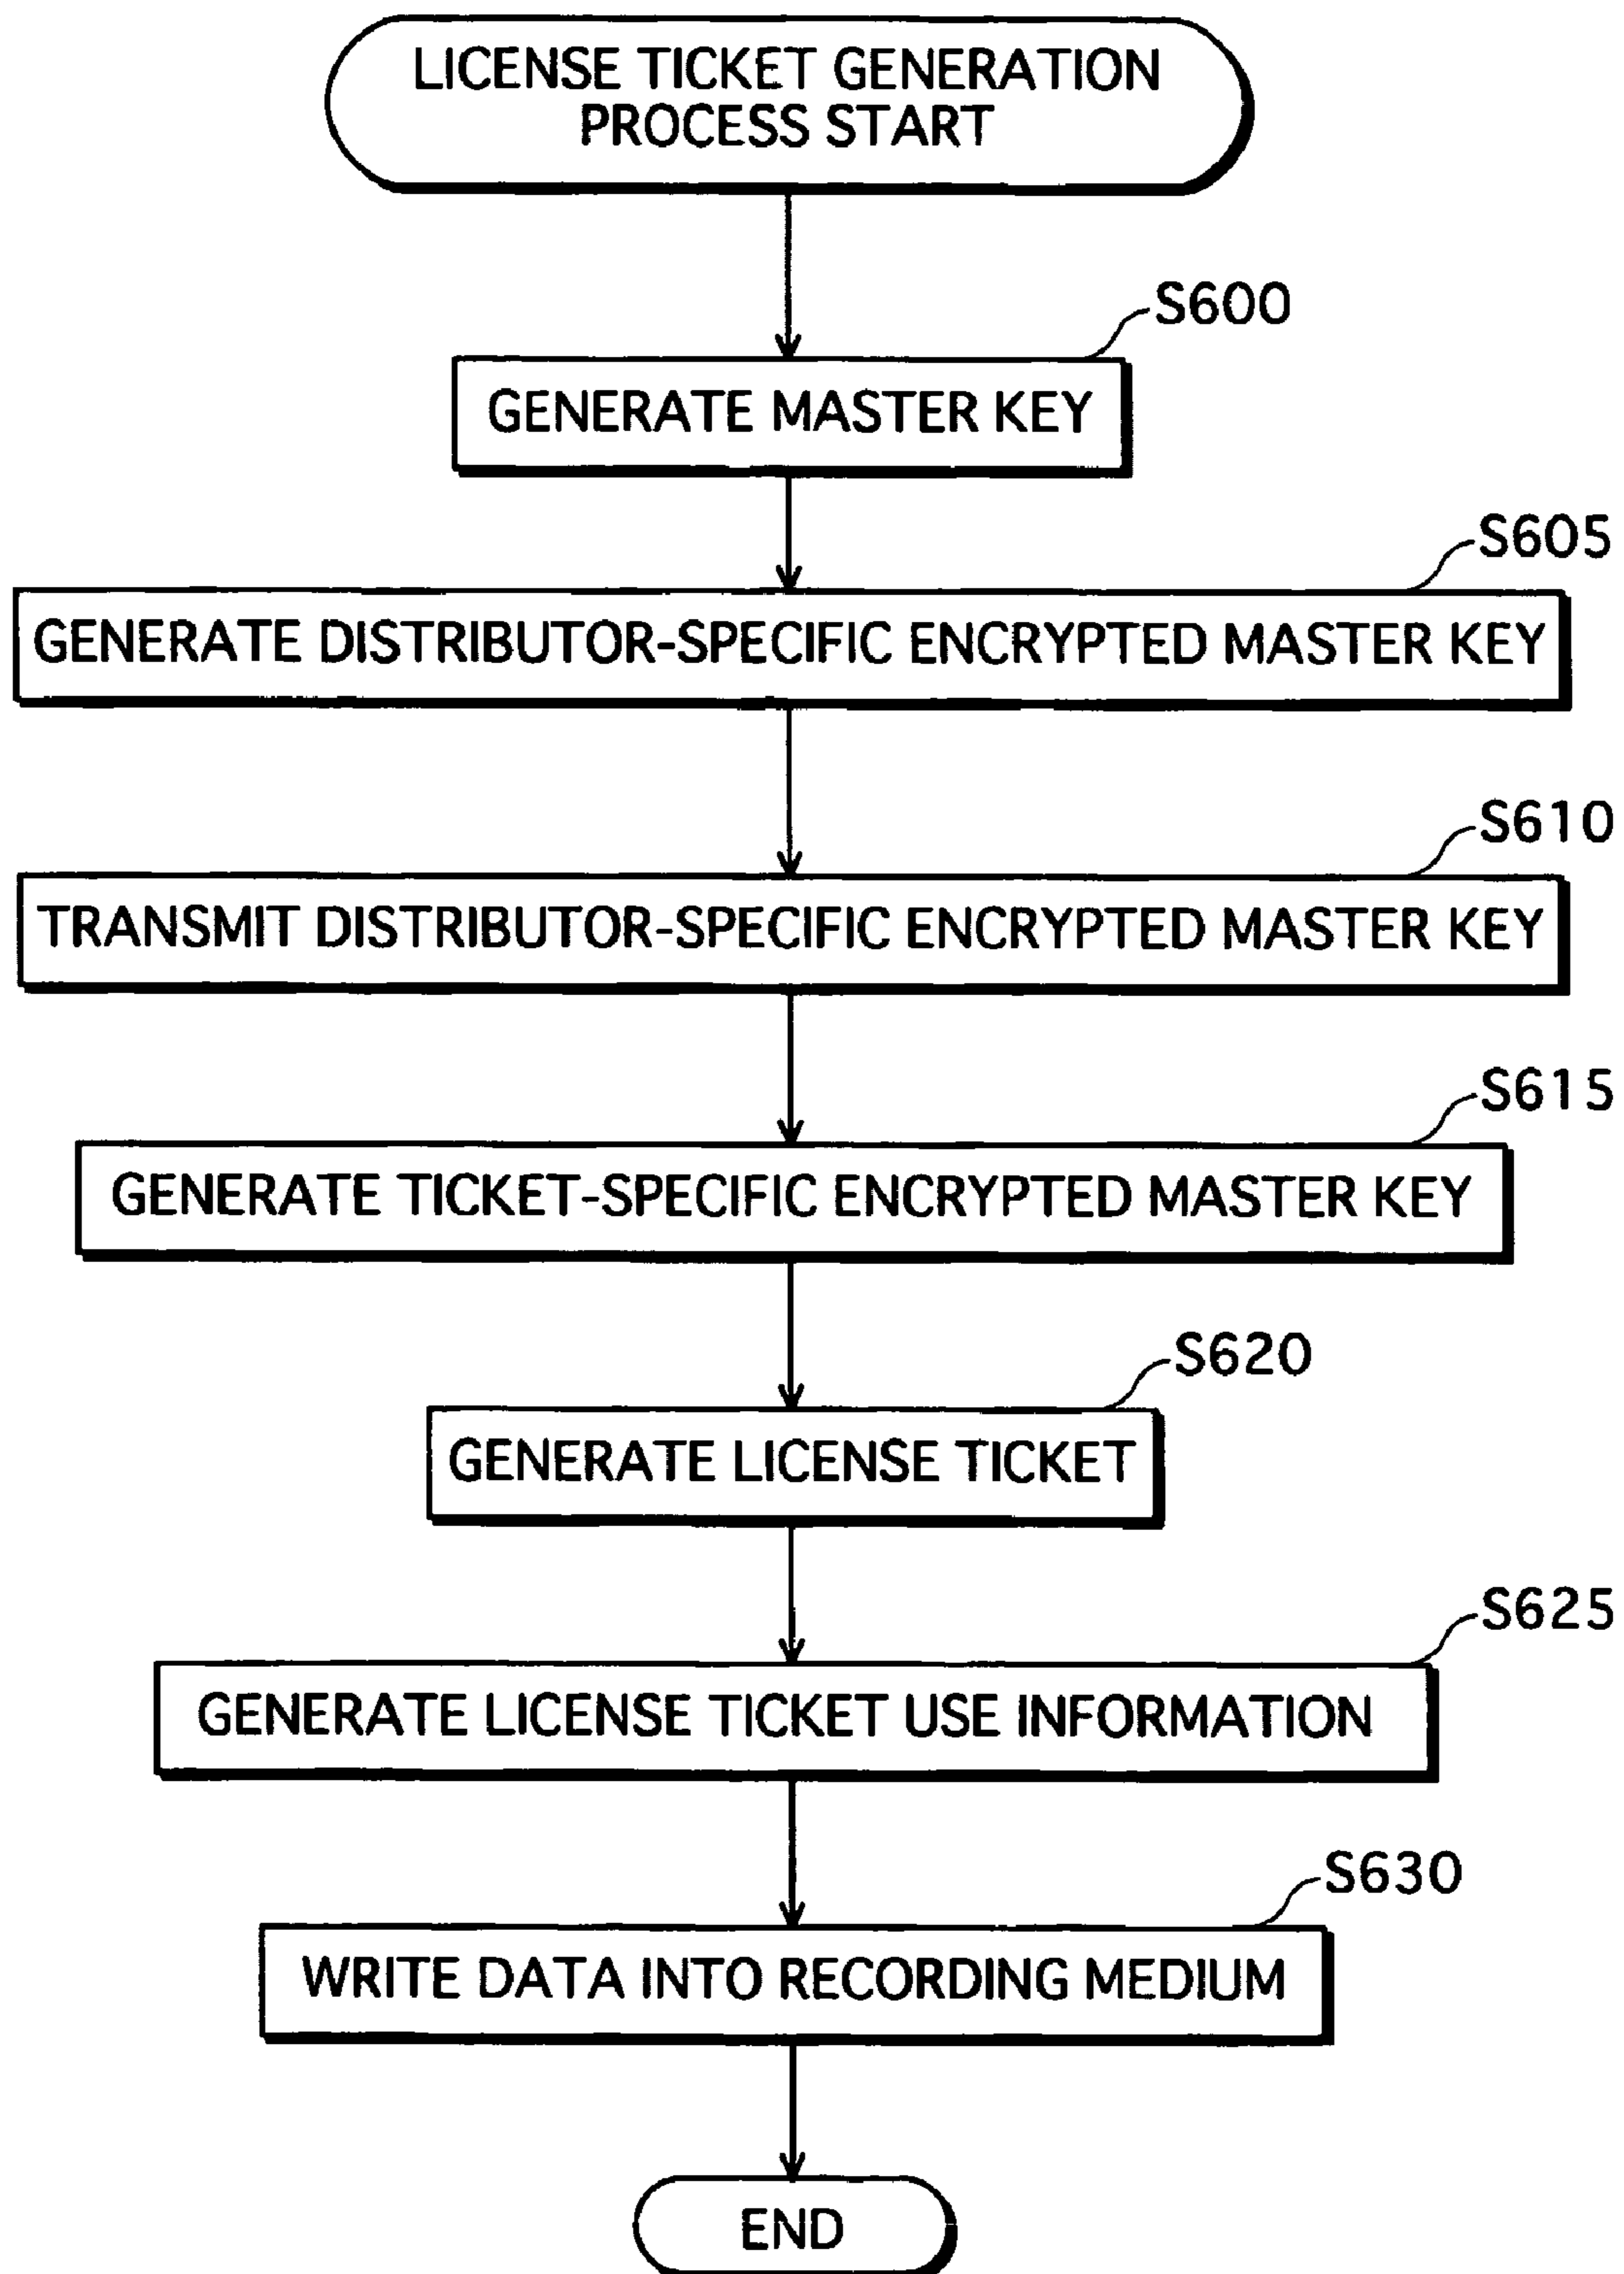 LICENSE TICKET GENERATION
PROCESS START
S600
GENERATE MASTER KEY
S605
GENERATE DISTRIBUTOR-SPECIFIC ENCRYPTED MASTER KEY
S610
TRANSMIT DISTRIBUTOR-SPECIFIC ENCRYPTED MASTER KEY
S615
GENERATE TICKET-SPECIFIC ENCRYPTED MASTER KEY
S620
GENERATE LICENSE TICKET
S625
GENERATE LICENSE TICKET USE INFORMATION
S630
WRITE DATA INTO RECORDING MEDIUM
END